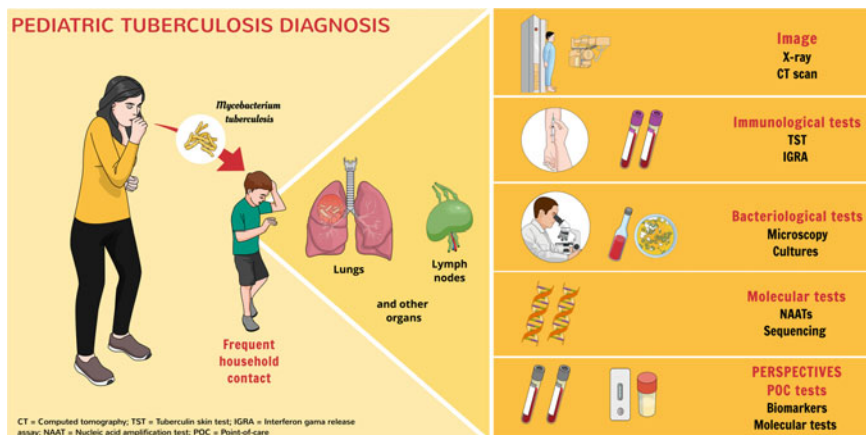 PEDIATRIC TUBERCULOSIS DIAGNOSIS
Mycobacterium
tuberculosis
Frequent
household
contact
Lungs
Lymph
nodes
and other
organs
Image
X-ray
CT scan
Immunological tests
TST
IGRA
Bacteriological tests
Microscopy
Cultures
Molecular tests
NAATs
Sequencing
PERSPECTIVES
POC tests
Biomarkers
Molecular tests
CT = Computed tomography; TST = Tuberculin skin test; IGRA = Interferon gama release
assay; NAAT = Nucleic acid amplification test; POC = Point-of-care